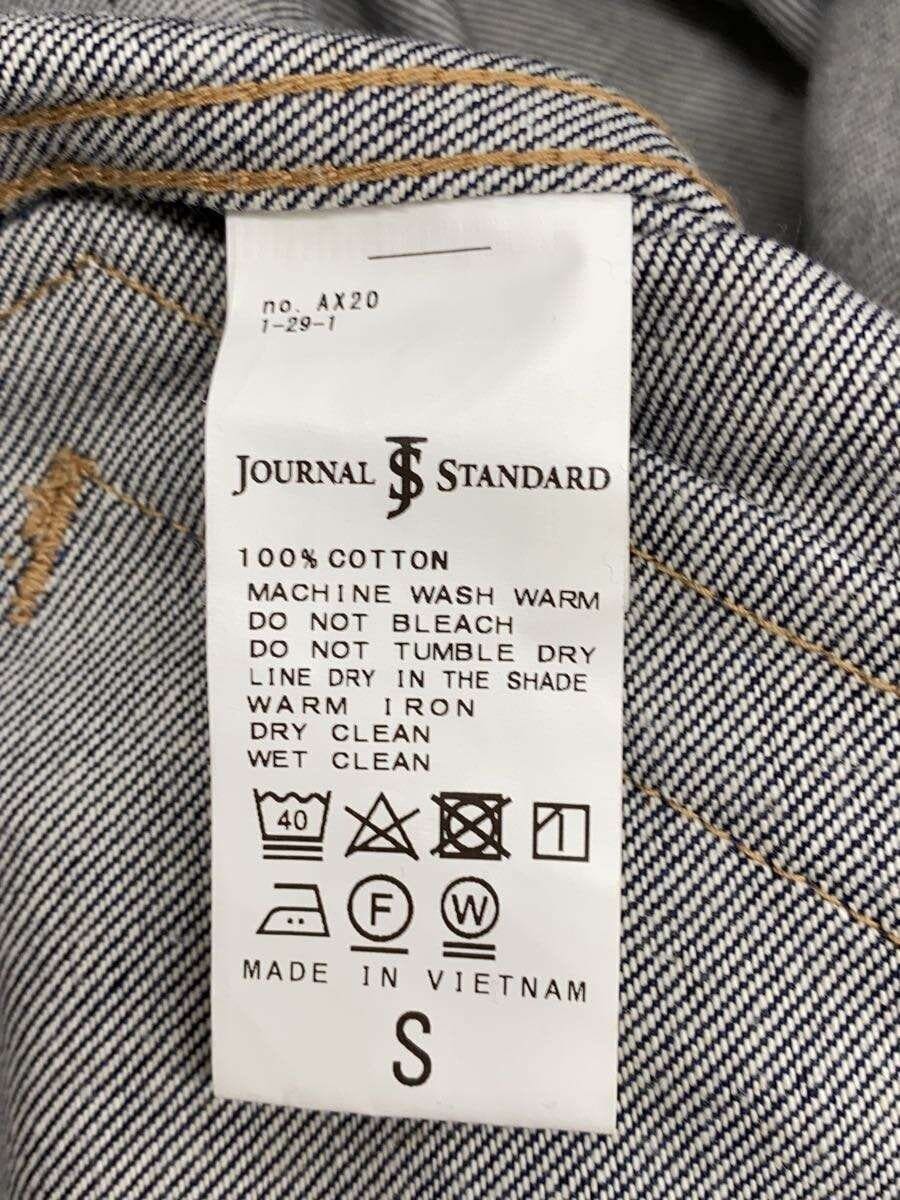 no. AX20
1-29-1
JOURNAL JS STANDARD
100% COTTON
MACHINE WASH WARM
DO NOT BLEACH
DO NOT TUMBLE DRY
LINE DRY IN THE SHADE
WARM IRON
DRY CLEAN
WET CLEAN
40
F W
MADE IN VIETNAM
S